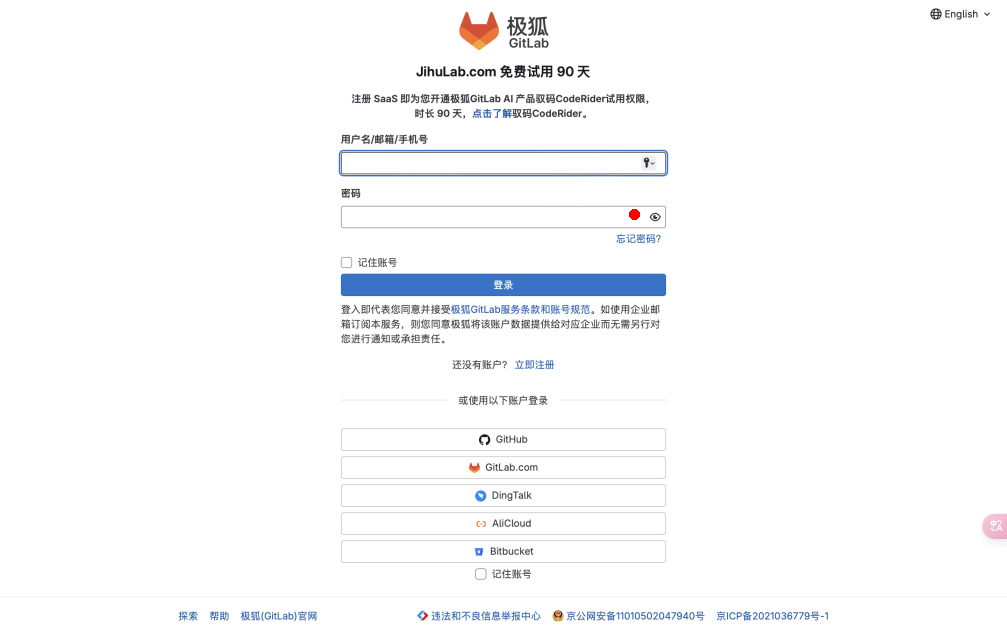 English
极狐
GitLab
JihuLab.com 免费试用 90 天
注册 SaaS 即为您开通极狐GitLab AI 产品驭码CodeRider试用权限，
时长 90 天，点击了解驭码CodeRider。
用户名/邮箱/手机号
密码
忘记密码?
记住账号
登录
登入即代表您同意并接受极狐GitLab服务条款和账号规范。如使用企业邮
箱订阅本服务，则您同意极狐将该账户数据提供给对应企业而无需另行对
您进行通知或承担责任。
还没有账户? 立即注册
或使用以下账户登录
GitHub
GitLab.com
DingTalk
AliCloud
Bitbucket
记住账号
探索 帮助 极狐(GitLab)官网 违法和不良信息举报中心 京公网安备11010502047940号 京ICP备2021036779号-1